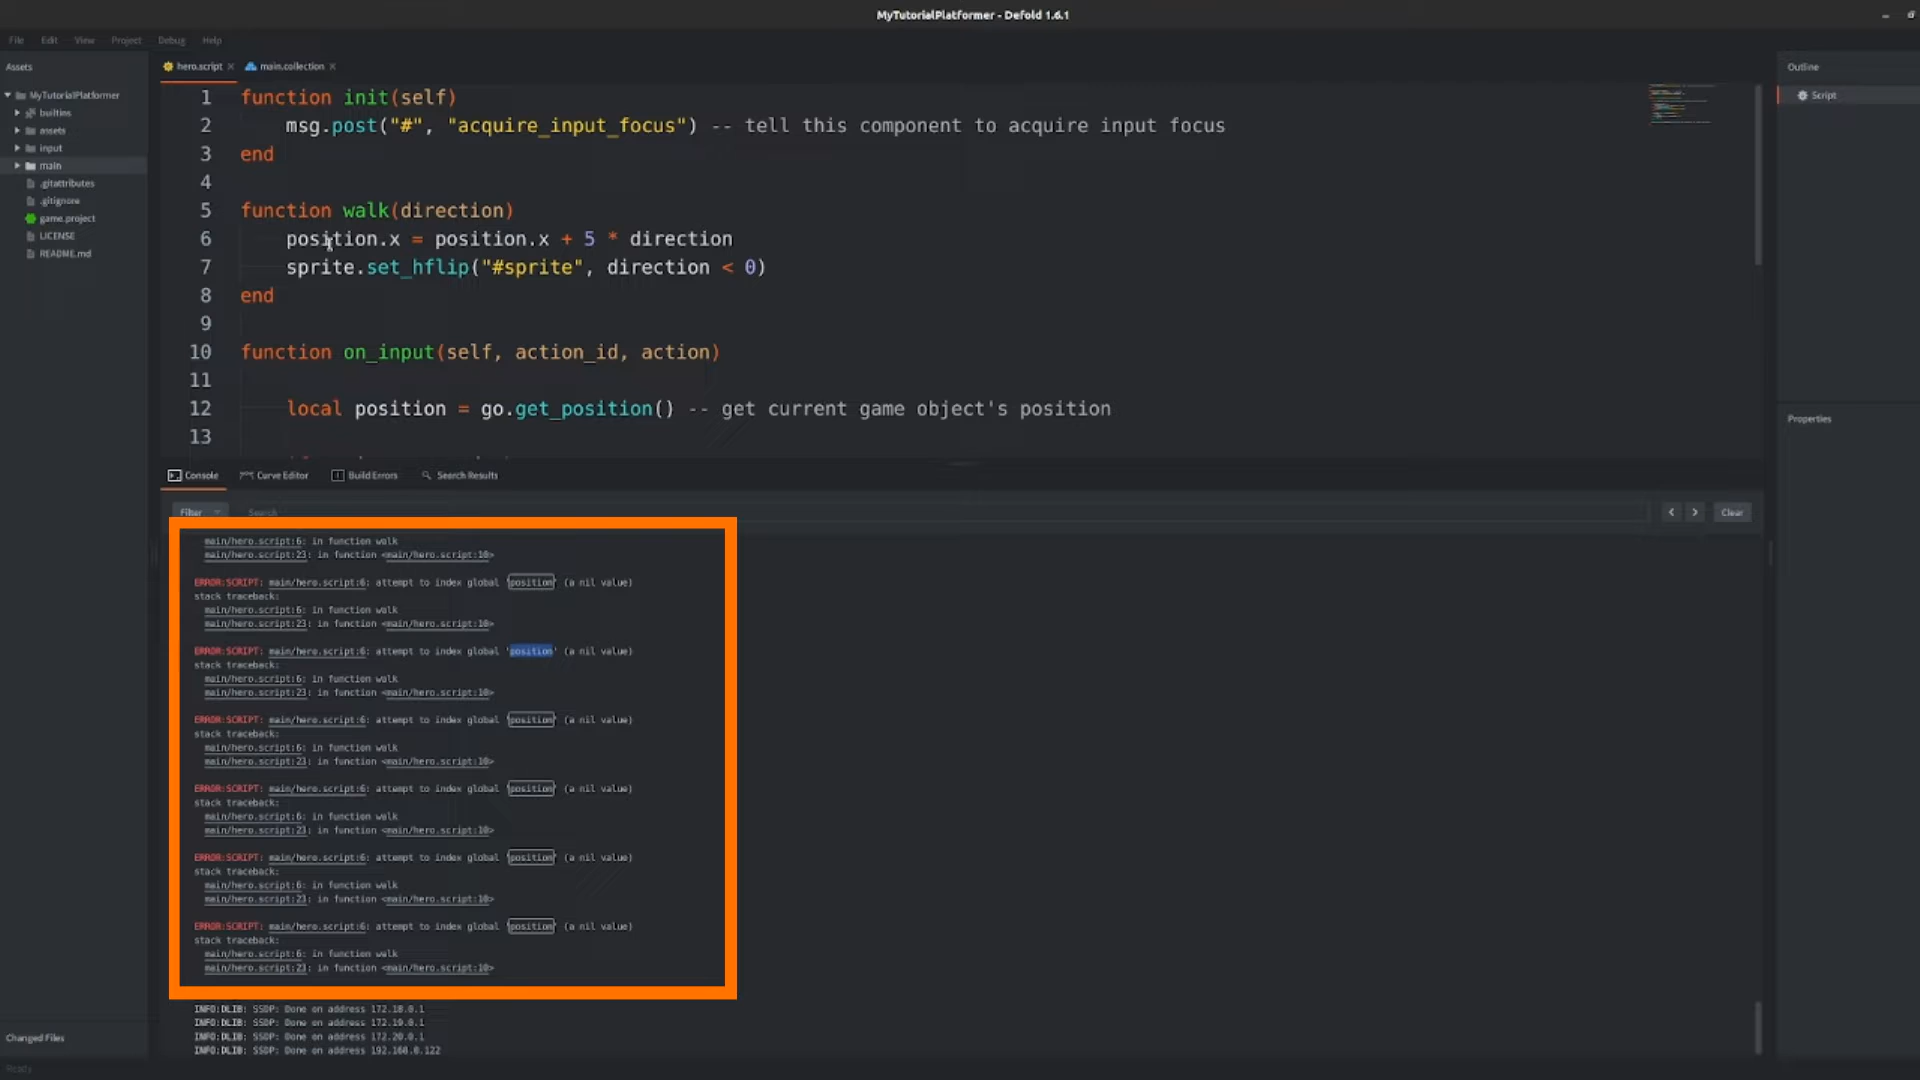 MyTutorialPlatformer - Defold 1.6.1
File Edit View Project Debug Help
Assets
MyTutorialPlatformer
builtins
assets
input
main
.gitattributes
.gitignore
game.project
LICENSE
README.md
Changed Files
Ready
hero.script main.collection
1 function init(self)
2 msg.post("#", "acquire_input_focus") -- tell this component to acquire input focus
3 end
4
5 function walk(direction)
6 position.x = position.x + 5 * direction
7 sprite.set_hflip("#sprite", direction < 0)
8 end
9
10 function on_input(self, action_id, action)
11
12 local position = go.get_position() -- get current game object's position
13
Console Curve Editor Build Errors Search Results
Filter Search Clear
main/hero.script:6: in function walk
main/hero.script:23: in function <main/hero.script:10>
ERROR:SCRIPT: main/hero.script:6: attempt to index global 'position' (a nil value)
stack traceback:
main/hero.script:6: in function walk
main/hero.script:23: in function <main/hero.script:10>
ERROR:SCRIPT: main/hero.script:6: attempt to index global 'position' (a nil value)
stack traceback:
main/hero.script:6: in function walk
main/hero.script:23: in function <main/hero.script:10>
ERROR:SCRIPT: main/hero.script:6: attempt to index global 'position' (a nil value)
stack traceback:
main/hero.script:6: in function walk
main/hero.script:23: in function <main/hero.script:10>
ERROR:SCRIPT: main/hero.script:6: attempt to index global 'position' (a nil value)
stack traceback:
main/hero.script:6: in function walk
main/hero.script:23: in function <main/hero.script:10>
ERROR:SCRIPT: main/hero.script:6: attempt to index global 'position' (a nil value)
stack traceback:
main/hero.script:6: in function walk
main/hero.script:23: in function <main/hero.script:10>
ERROR:SCRIPT: main/hero.script:6: attempt to index global 'position' (a nil value)
stack traceback:
main/hero.script:6: in function walk
main/hero.script:23: in function <main/hero.script:10>
INFO:DLIB: SSDP: Done on address 172.18.0.1
INFO:DLIB: SSDP: Done on address 172.19.0.1
INFO:DLIB: SSDP: Done on address 172.20.0.1
INFO:DLIB: SSDP: Done on address 192.168.0.122
Outline
Script
Properties